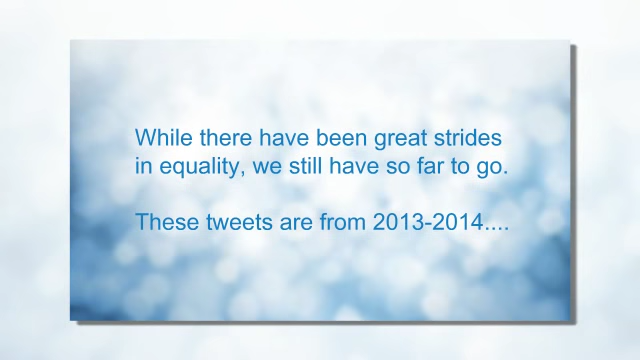 While there have been great strides
in equality, we still have so far to go.
These tweets are from 2013-2014....